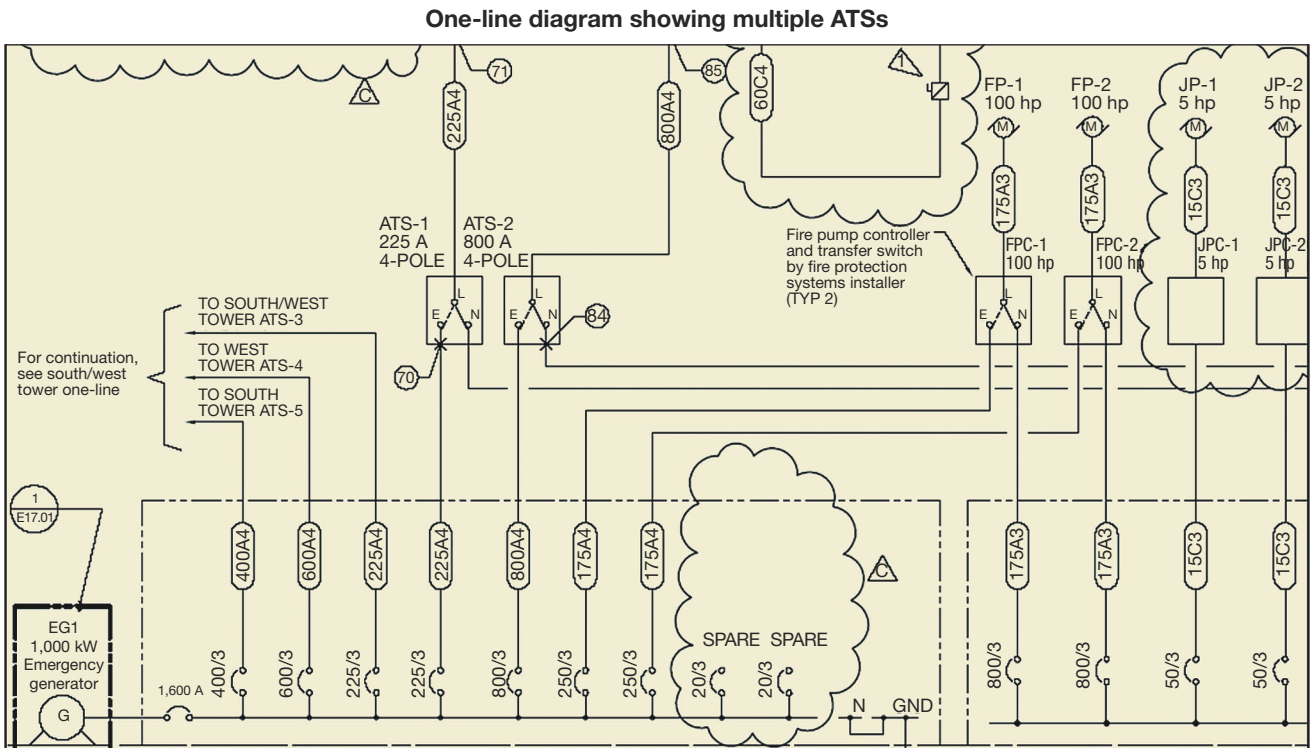 One-line diagram showing multiple ATSs
71
85
C
1
225A4
800A4
60C4
FP-1
100 hp
FP-2
100 hp
JP-1
5 hp
JP-2
5 hp
M
M
M
M
175A3
175A3
15C3
15C3
ATS-1
225 A
4-POLE
ATS-2
800 A
4-POLE
Fire pump controller
and transfer switch
by fire protection
systems installer
(TYP 2)
FPC-1
100 hp
FPC-2
100 hp
JPC-1
5 hp
JPC-2
5 hp
L
E
N
L
E
N
L
E
N
L
E
N
84
70
TO SOUTH/WEST
TOWER ATS-3
TO WEST
TOWER ATS-4
TO SOUTH
TOWER ATS-5
For continuation,
see south/west
tower one-line
1
E17.01
400A4
600A4
225A4
225A4
800A4
175A4
175A4
C
175A3
175A3
15C3
15C3
EG1
1,000 kW
Emergency
generator
G
1,600 A
400/3
600/3
225/3
225/3
800/3
250/3
250/3
SPARE
SPARE
20/3
20/3
N
GND
800/3
800/3
50/3
50/3